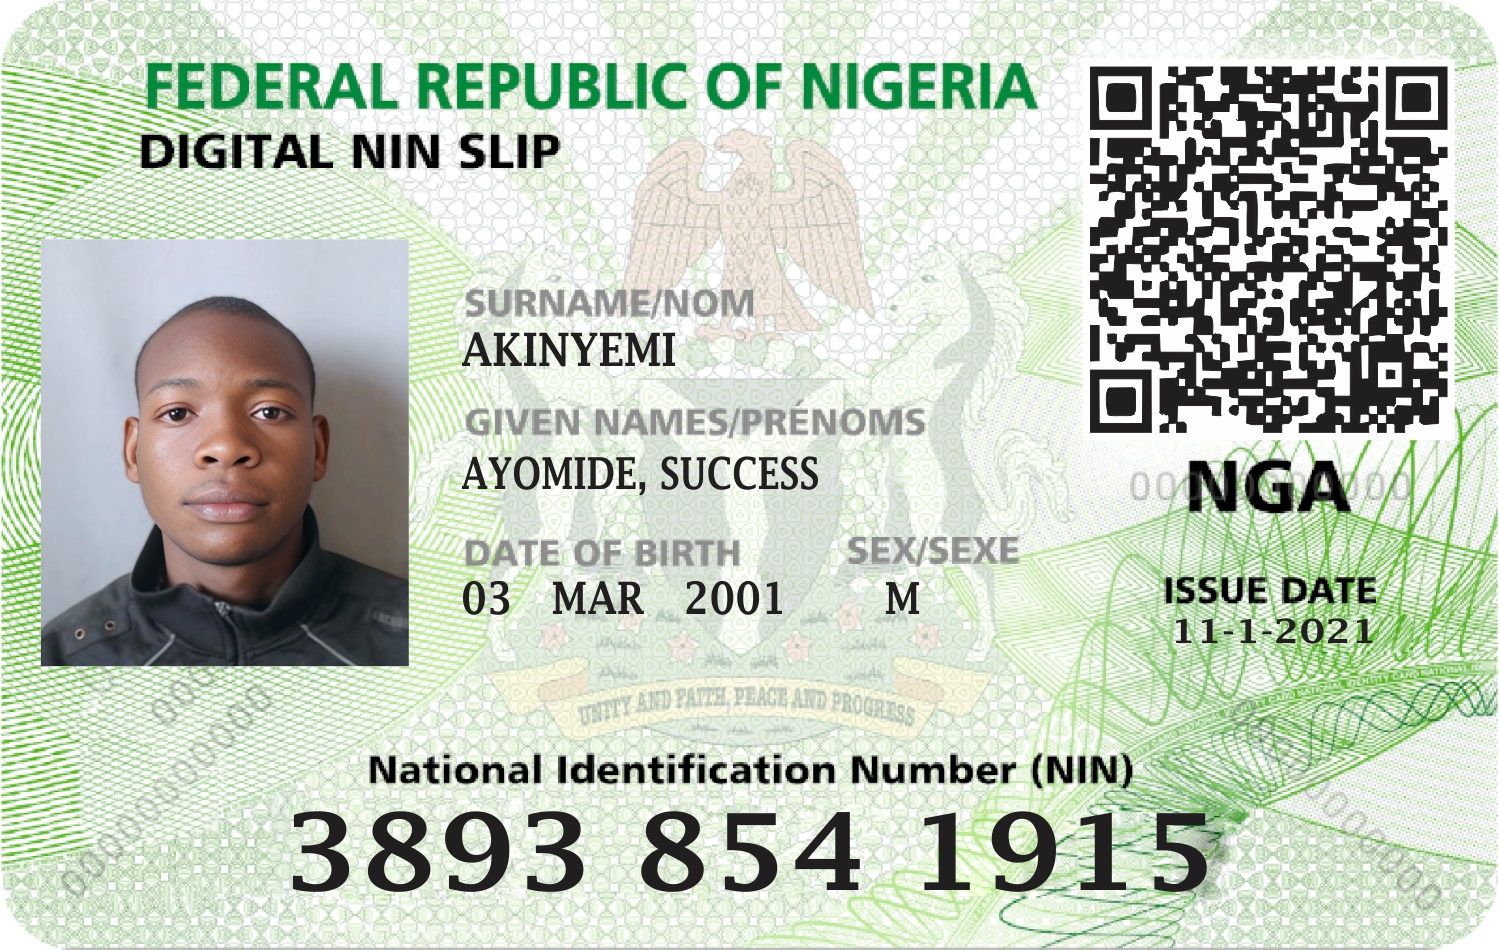 FEDERAL REPUBLIC OF NIGERIA
DIGITAL NIN SLIP
SURNAME/NOM
AKINYEMI
GIVEN NAMES/PRÉNOMS
AYOMIDE, SUCCESS
DATE OF BIRTH SEX/SEXE
03 MAR 2001 M
NGA
ISSUE DATE
11-1-2021
UNITY AND FAITH, PEACE AND PROGRESS
National Identification Number (NIN)
3893 854 1915